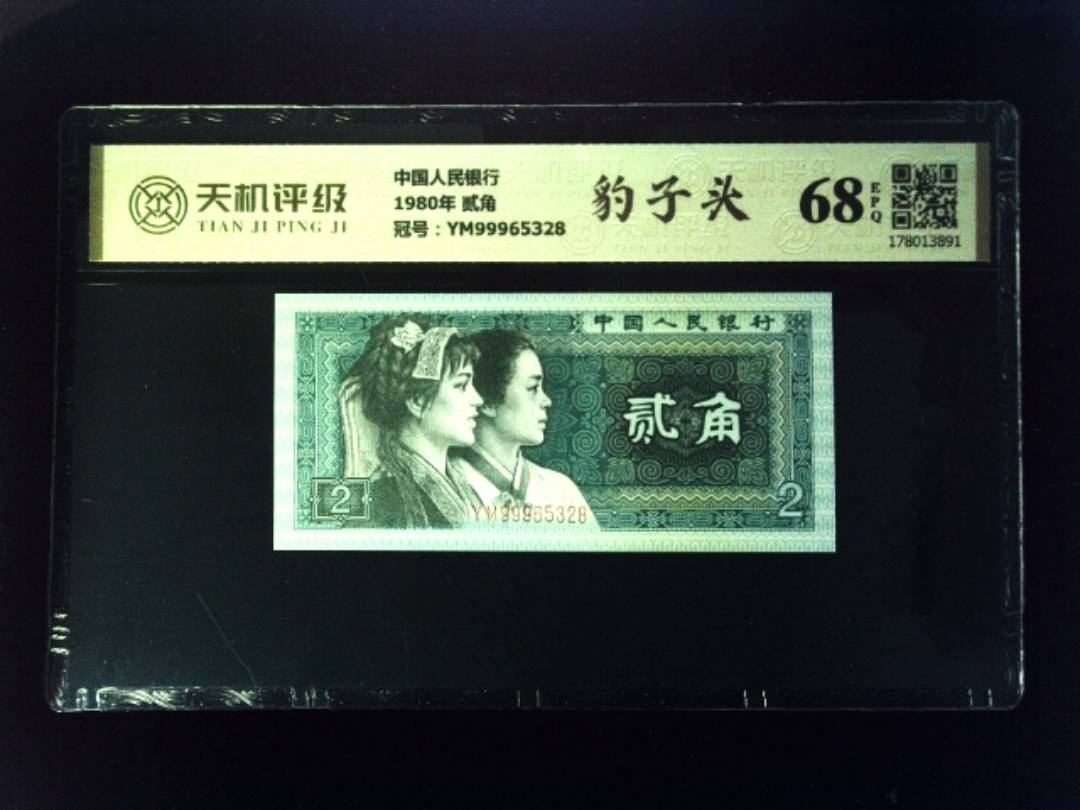 天机评级
TIAN JI PING JI
中国人民银行
1980年 贰角
冠号：YM99965328
豹子头
68
EPQ
178013891
中国人民银行
贰角
2
YM99965328
2